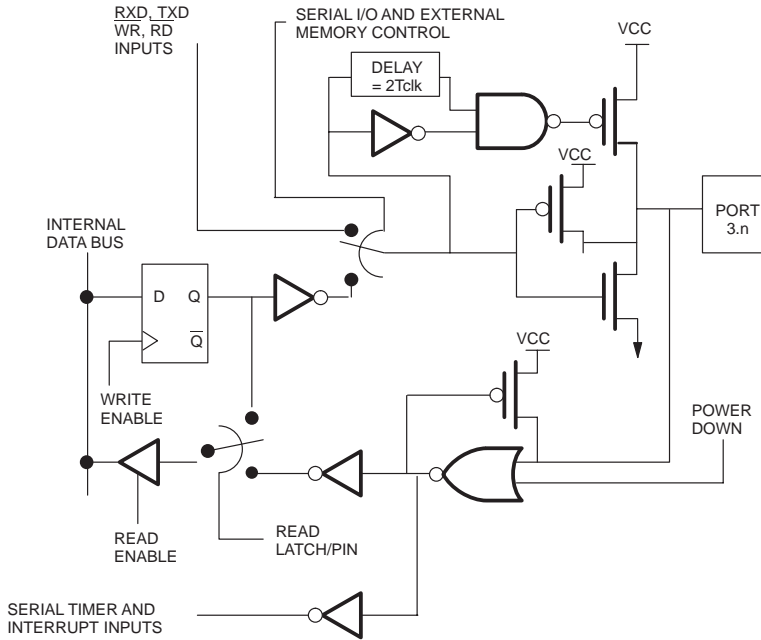 RXD, TXD
WR, RD
INPUTS
SERIAL I/O AND EXTERNAL
MEMORY CONTROL
VCC
DELAY
= 2Tclk
VCC
PORT
3.n
INTERNAL
DATA BUS
D Q
Q
VCC
WRITE
ENABLE
POWER
DOWN
READ
ENABLE
READ
LATCH/PIN
SERIAL TIMER AND
INTERRUPT INPUTS